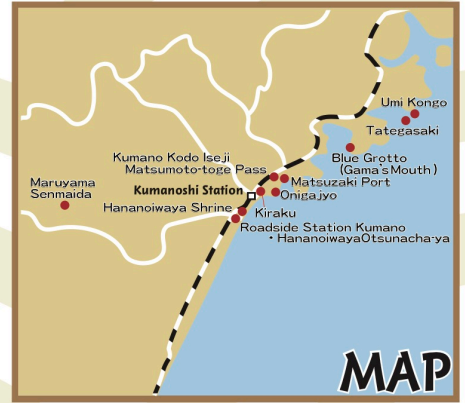 Umi Kongo
Tategasaki
Blue Grotto
(Gama's Mouth)
Kumano Kodo Iseji
Matsumoto-toge Pass
Matsuzaki Port
Maruyama
Senmaida
Kumanoshi Station
Onigajyo
Hananoiwaya Shrine
Kiraku
Roadside Station Kumano
・HananoiwayaOtsunacha-ya
MAP